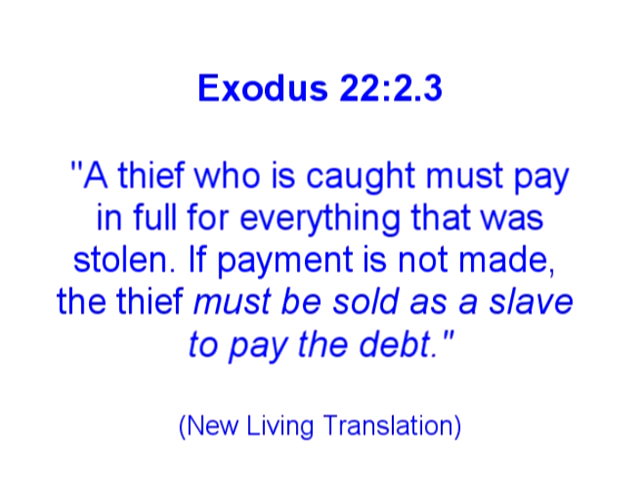 Exodus 22:2.3
"A thief who is caught must pay
in full for everything that was
stolen. If payment is not made,
the thief must be sold as a slave
to pay the debt."
(New Living Translation)